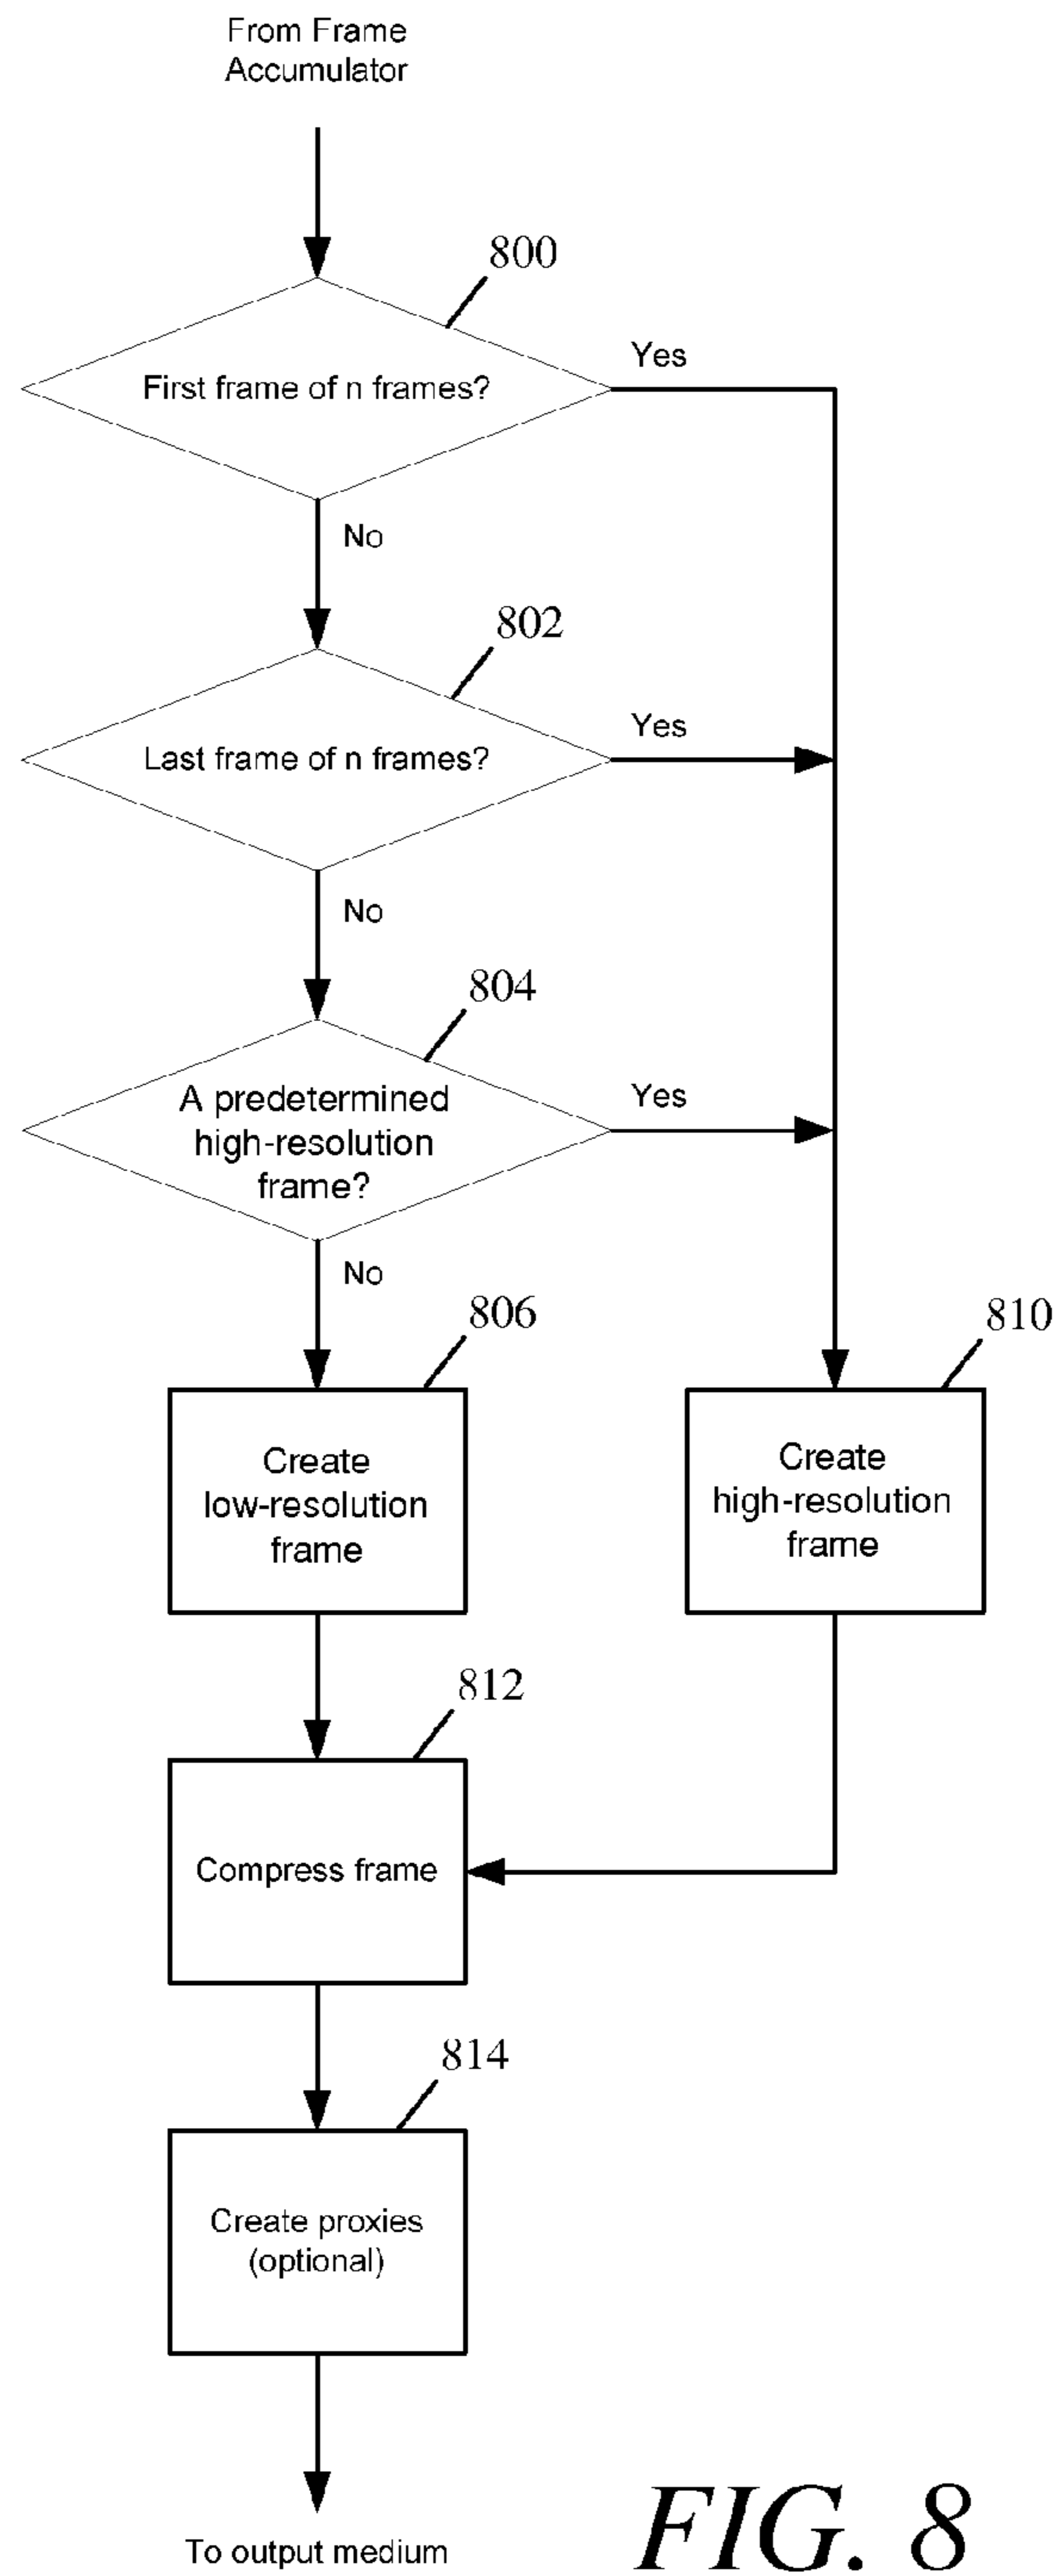 From Frame
Accumulator
800
First frame of n frames?
Yes
No
802
Last frame of n frames?
Yes
No
804
A predetermined
high-resolution
frame?
Yes
No
806
810
Create
low-resolution
frame
Create
high-resolution
frame
812
Compress frame
814
Create proxies
(optional)
To output medium
FIG. 8